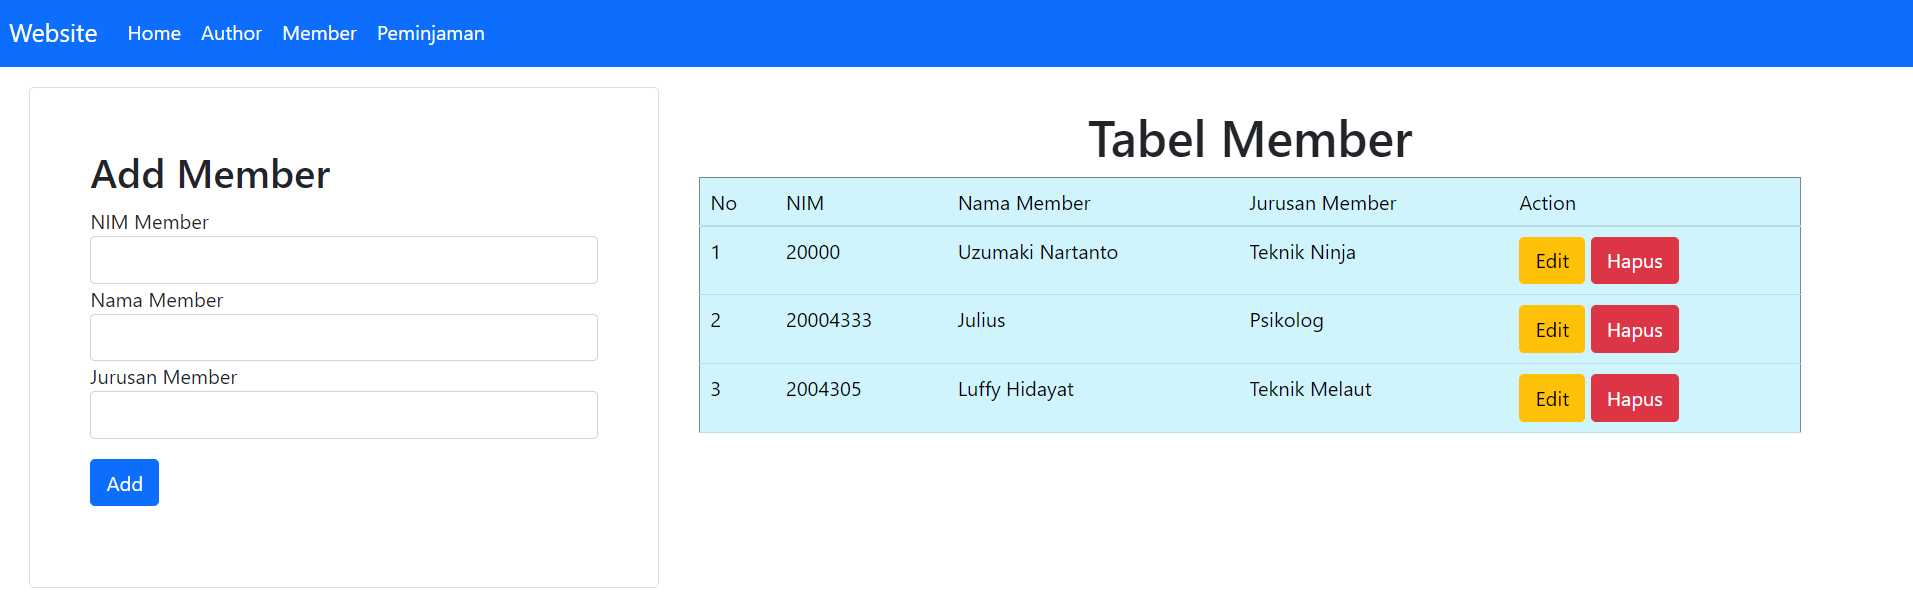 Website Home Author Member Peminjaman
Add Member
NIM Member
Nama Member
Jurusan Member
Add
Tabel Member
No NIM Nama Member Jurusan Member Action
1 20000 Uzumaki Nartanto Teknik Ninja Edit Hapus
2 20004333 Julius Psikolog Edit Hapus
3 2004305 Luffy Hidayat Teknik Melaut Edit Hapus